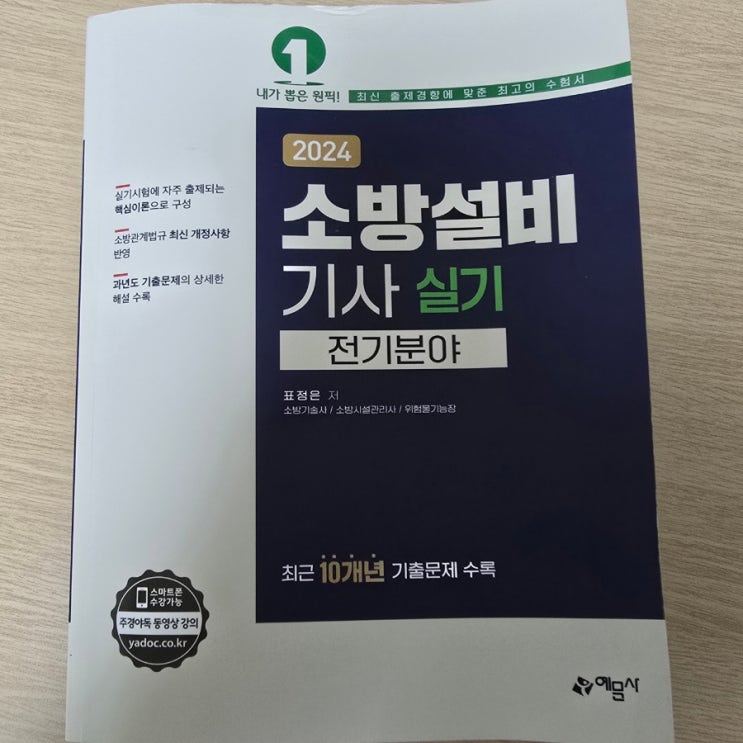 1
내가 뽑은 원픽!
최신 출제경향에 맞춘 최고의 수험서
2024
소방설비
기사 실기
전기분야
표정은 저
소방기술사 / 소방시설관리사 / 위험물기능장
실기시험에 자주 출제되는
핵심이론으로 구성
소방관계법규 최신 개정사항
반영
과년도 기출문제의 상세한
해설 수록
최근 10개년 기출문제 수록
스마트폰
수강가능
주경야독 동영상 강의
yadoc.co.kr
예문사